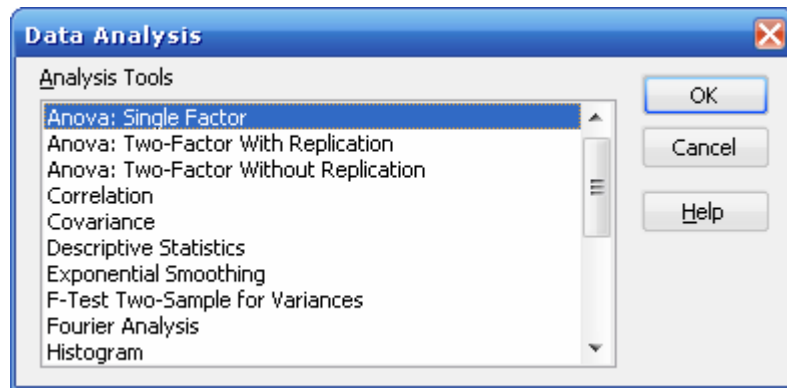 Data Analysis
Analysis Tools
Anova: Single Factor
Anova: Two-Factor With Replication
Anova: Two-Factor Without Replication
Correlation
Covariance
Descriptive Statistics
Exponential Smoothing
F-Test Two-Sample for Variances
Fourier Analysis
Histogram
OK
Cancel
Help